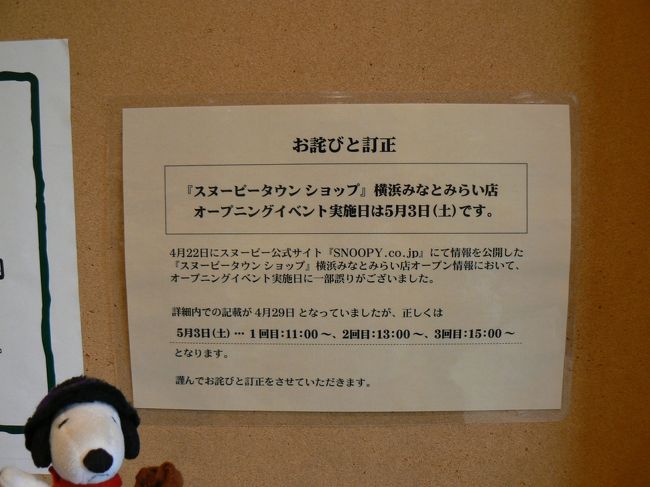 お詫びと訂正
『スヌーピータウン ショップ』横浜みなとみらい店
オープニングイベント実施日は5月3日(土)です。
4月22日にスヌーピー公式サイト『SNOOPY.co.jp』にて情報を公開した
『スヌーピータウン ショップ』横浜みなとみらい店オープン情報において、
オープニングイベント実施日に一部誤りがございました。
詳細内での記載が 4月29日 となっていましたが、正しくは
5月3日(土) … 1回目:11:00 〜、2回目:13:00 〜、3回目:15:00 〜
となります。
謹んでお詫びと訂正をさせていただきます。